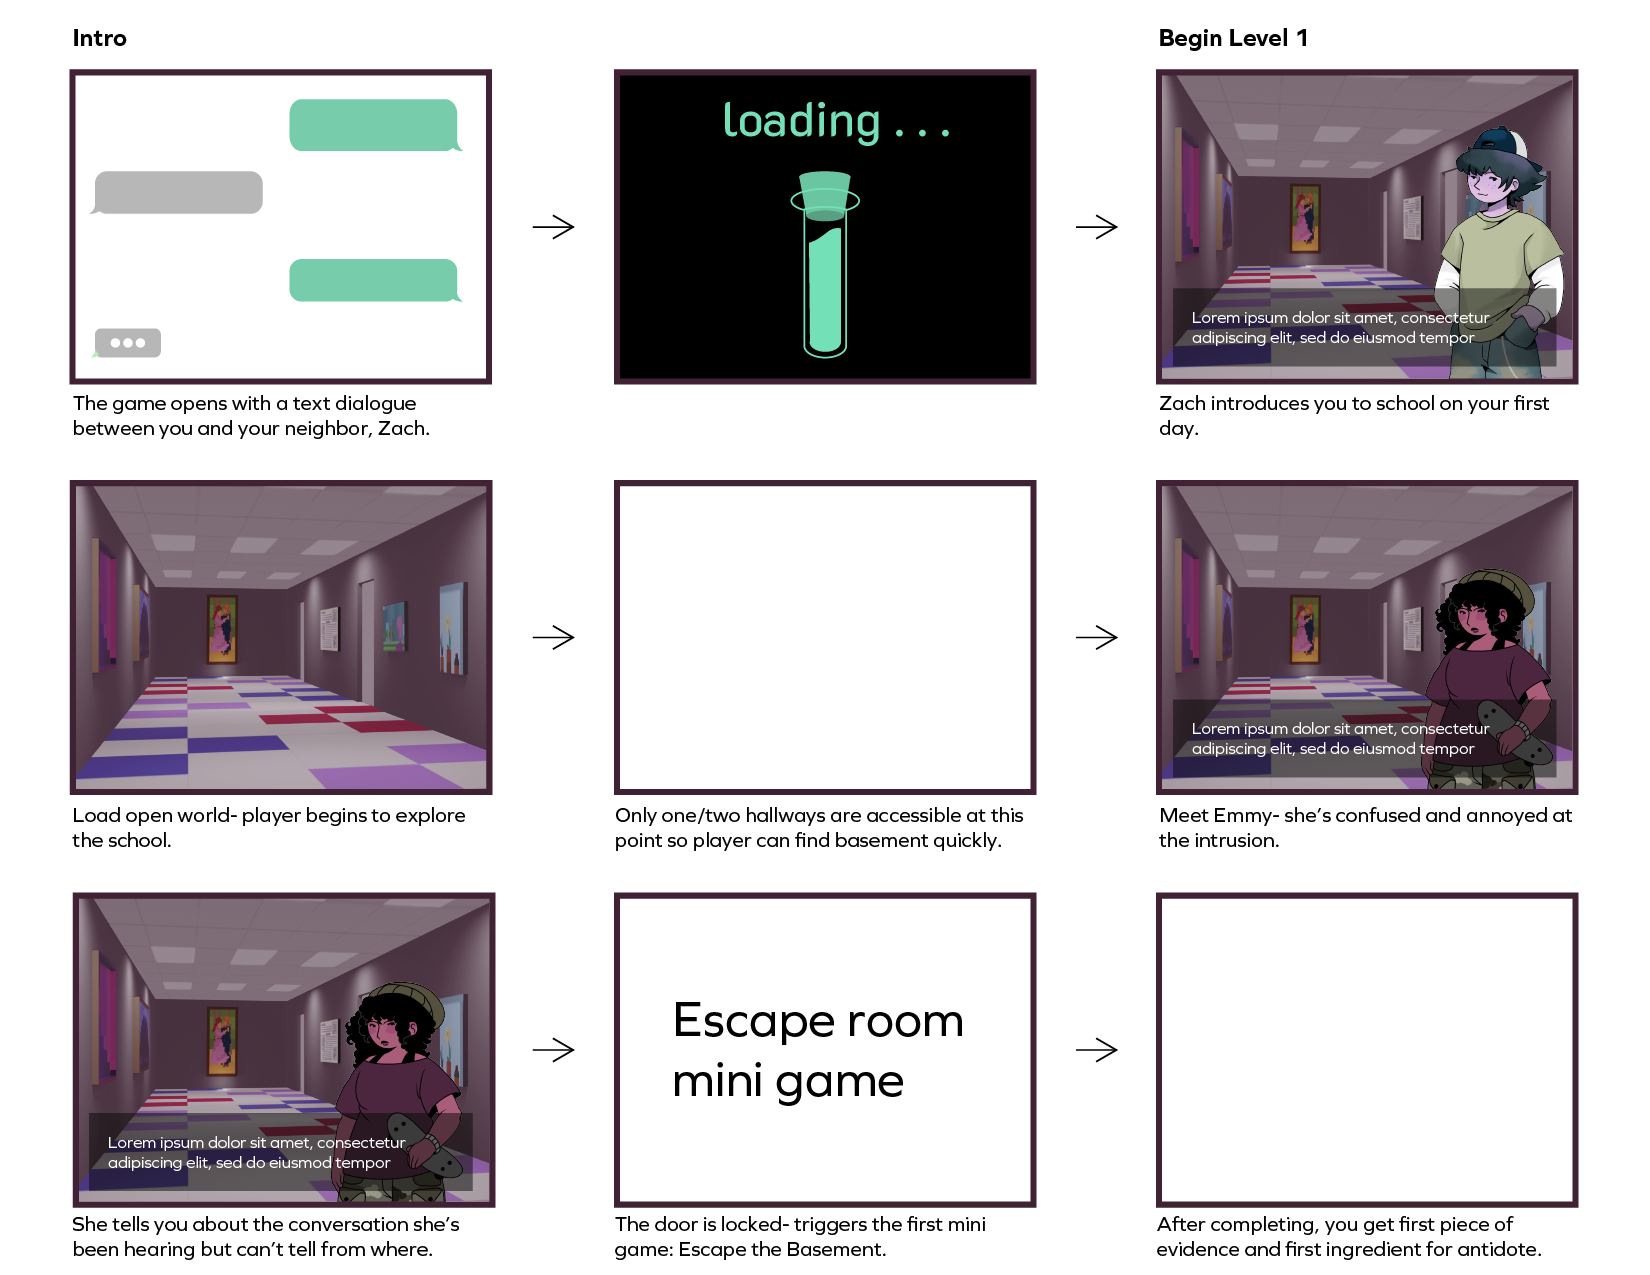 Intro
Begin Level 1
loading . . .
Lorem ipsum dolor sit amet, consectetur
adipiscing elit, sed do eiusmod tempor
The game opens with a text dialogue
between you and your neighbor, Zach.
Zach introduces you to school on your first
day.
Lorem ipsum dolor sit amet, consectetur
adipiscing elit, sed do eiusmod tempor
Load open world- player begins to explore
the school.
Only one/two hallways are accessible at this
point so player can find basement quickly.
Meet Emmy- she's confused and annoyed at
the intrusion.
Lorem ipsum dolor sit amet, consectetur
adipiscing elit, sed do eiusmod tempor
Escape room
mini game
She tells you about the conversation she's
been hearing but can't tell from where.
The door is locked- triggers the first mini
game: Escape the Basement.
After completing, you get first piece of
evidence and first ingredient for antidote.